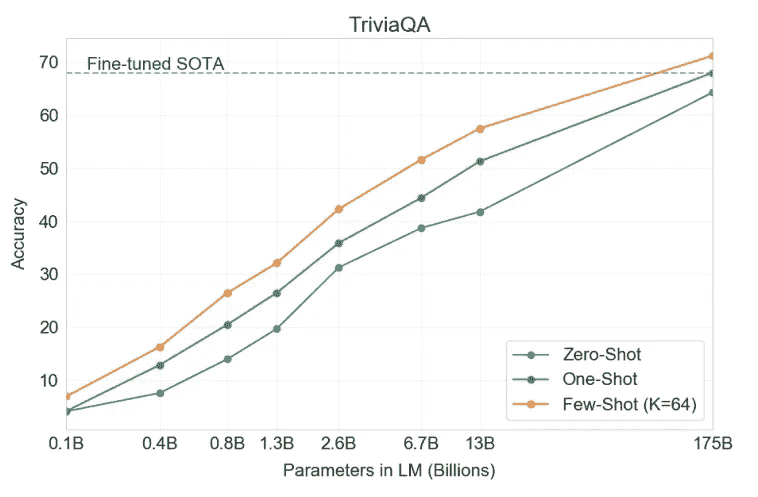 TriviaQA
Fine-tuned SOTA
70
60
50
40
30
20
10
Accuracy
Zero-Shot
One-Shot
Few-Shot (K=64)
0.1B 0.4B 0.8B 1.3B 2.6B 6.7B 13B 175B
Parameters in LM (Billions)